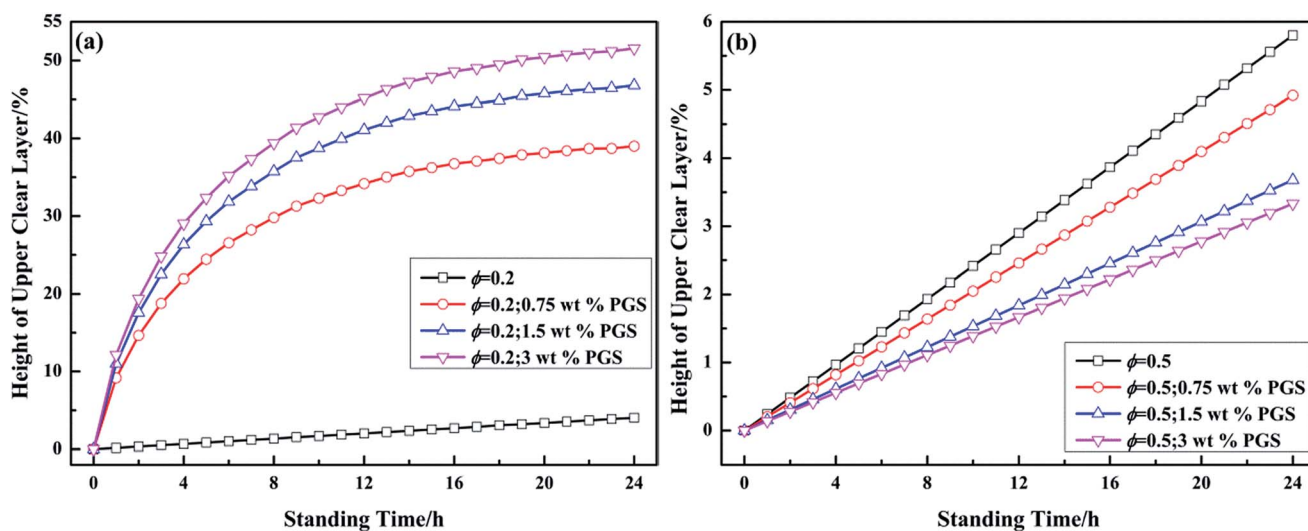 (a)
Height of Upper Clear Layer/%
55
50
40
30
20
10
0
0 4 8 12 16 20 24
Standing Time/h
ϕ=0.2
ϕ=0.2;0.75 wt % PGS
ϕ=0.2;1.5 wt % PGS
ϕ=0.2;3 wt % PGS
(b)
Height of Upper Clear Layer/%
6
5
4
3
2
1
0
0 4 8 12 16 20 24
Standing Time/h
ϕ=0.5
ϕ=0.5;0.75 wt % PGS
ϕ=0.5;1.5 wt % PGS
ϕ=0.5;3 wt % PGS